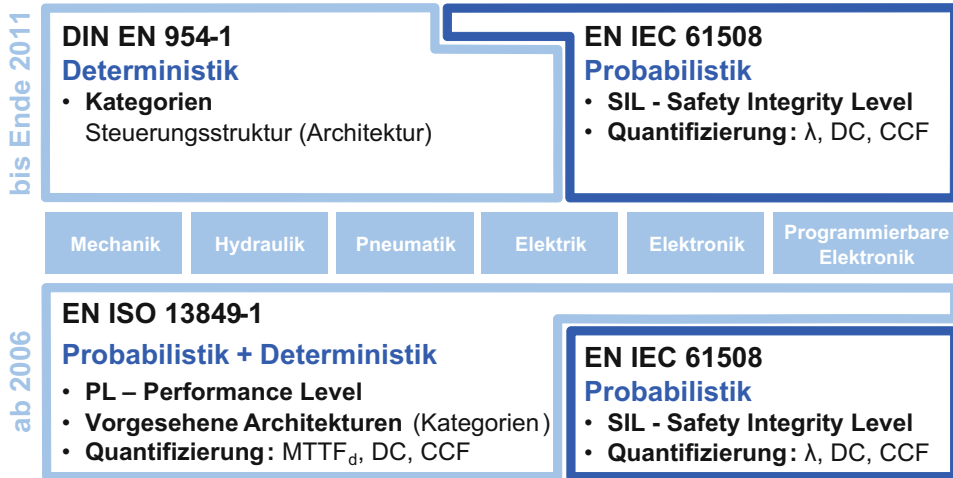 bis Ende 2011
DIN EN 954-1
Deterministik
• Kategorien
Steuerungsstruktur (Architektur)
EN IEC 61508
Probabilistik
• SIL - Safety Integrity Level
• Quantifizierung: λ, DC, CCF
Mechanik
Hydraulik
Pneumatik
Elektrik
Elektronik
Programmierbare
Elektronik
ab 2006
EN ISO 13849-1
Probabilistik + Deterministik
• PL – Performance Level
• Vorgesehene Architekturen (Kategorien)
• Quantifizierung: MTTFd, DC, CCF
EN IEC 61508
Probabilistik
• SIL - Safety Integrity Level
• Quantifizierung: λ, DC, CCF